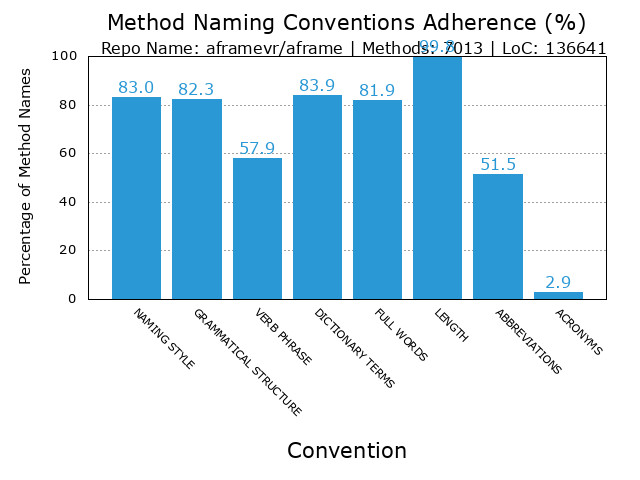 Method Naming Conventions Adherence (%)
Repo Name: aframevr/aframe | Methods: 7013 | LoC: 136641
Percentage of Method Names
100
80
60
40
20
0
83.0
82.3
57.9
83.9
81.9
99.8
51.5
2.9
NAMING STYLE
GRAMMATICAL STRUCTURE
VERB PHRASE
DICTIONARY TERMS
FULL WORDS
LENGTH
ABBREVIATIONS
ACRONYMS
Convention